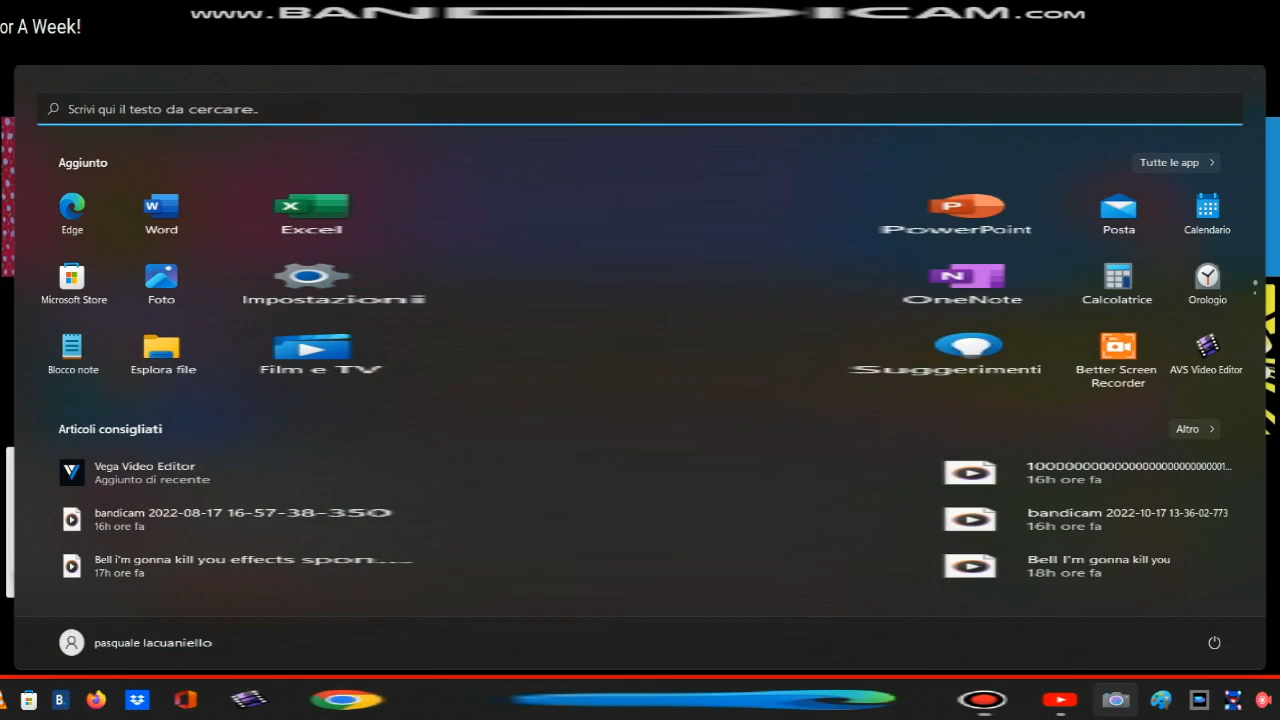 www.BANDICAM.com
or A Week!
Scrivi qui il testo da cercare.
Aggiunto
Tutte le app
Edge
Word
Excel
PowerPoint
Posta
Calendario
Microsoft Store
Foto
Impostazioni
OneNote
Calcolatrice
Orologio
Blocco note
Esplora file
Film e TV
Suggerimenti
Better Screen
Recorder
AVS Video Editor
Articoli consigliati
Altro
Vega Video Editor
Aggiunto di recente
16h ore fa
bandicam 2022-08-17 16-57-38-350
16h ore fa
bandicam 2022-10-17 13-36-02-773
16h ore fa
Bell i'm gonna kill you effects spon...
17h ore fa
Bell I'm gonna kill you
18h ore fa
pasquale lacuaniello